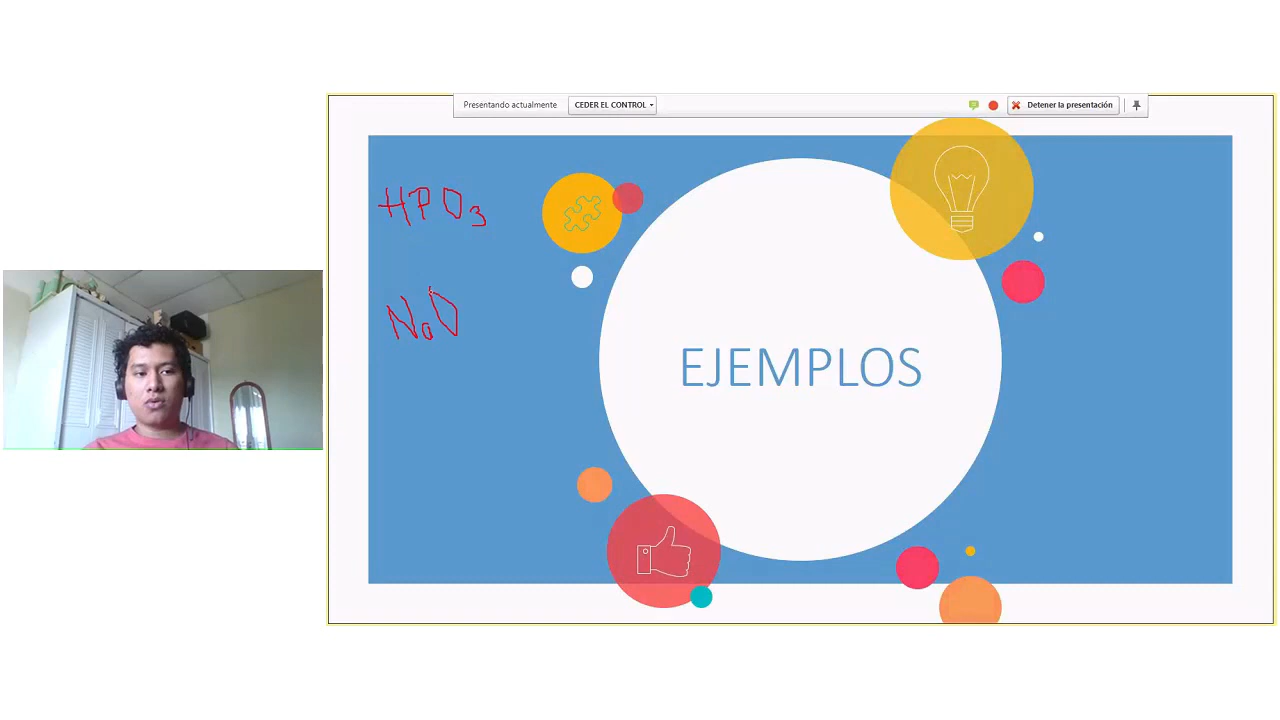 Presentando actualmente CEDER EL CONTROL Detener la presentación
HPO3
NaO
EJEMPLOS